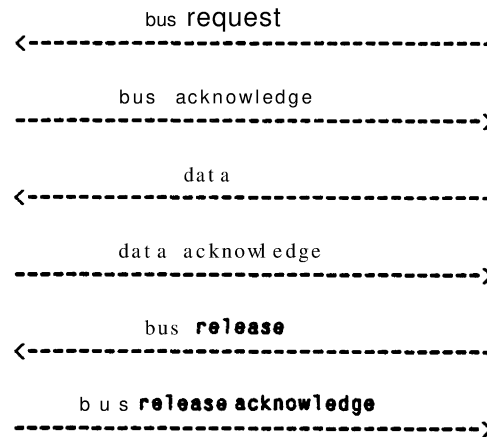 bus request
bus acknowledge
data
data acknowledge
bus release
bus release acknowledge